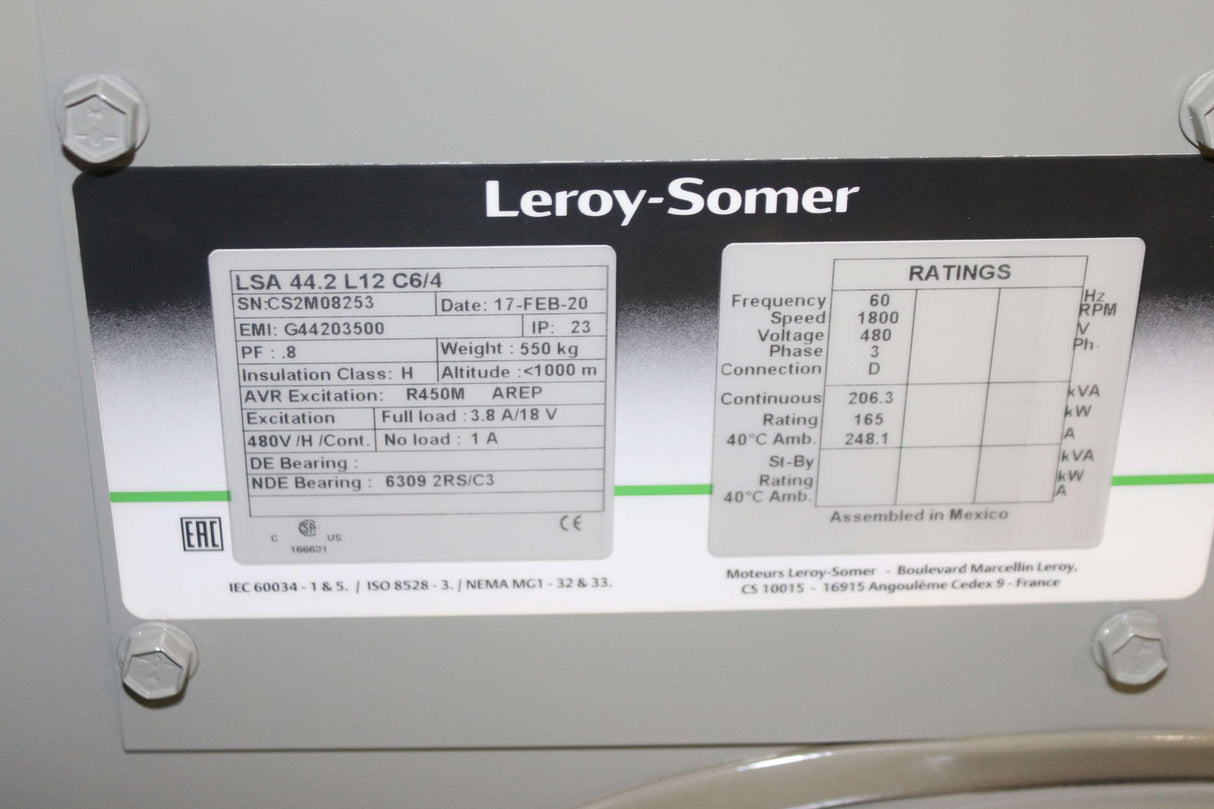 Leroy-Somer
LSA 44.2 L12 C6/4
SN:CS2M08253 Date: 17-FEB-20
EMI: G44203500 IP: 23
PF : .8 Weight : 550 kg
Insulation Class: H Altitude :<1000 m
AVR Excitation: R450M AREP
Excitation Full load : 3.8 A/18 V
480V /H /Cont. No load : 1 A
DE Bearing :
NDE Bearing : 6309 2RS/C3
EAC
C SA US CE
166631
IEC 60034 - 1 & 5. / ISO 8528 - 3. / NEMA MG1 - 32 & 33.
RATINGS
Frequency 60 Hz
Speed 1800 RPM
Voltage 480 V
Phase 3 Ph.
Connection D
Continuous 206.3 kVA
Rating 165 kW
40°C Amb. 248.1 A
St-By kVA
Rating kW
40°C Amb. A
Assembled in Mexico
Moteurs Leroy-Somer - Boulevard Marcellin Leroy,
CS 10015 - 16915 Angoulême Cedex 9 - France